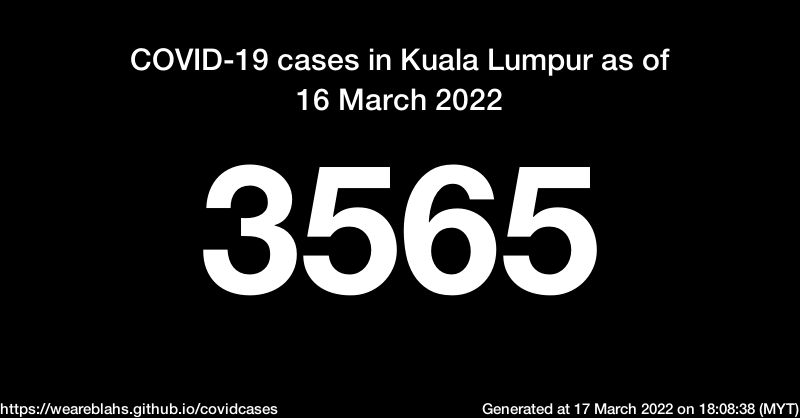 COVID-19 cases in Kuala Lumpur as of
16 March 2022
3565
https://weareblahs.github.io/covidcases
Generated at 17 March 2022 on 18:08:38 (MYT)